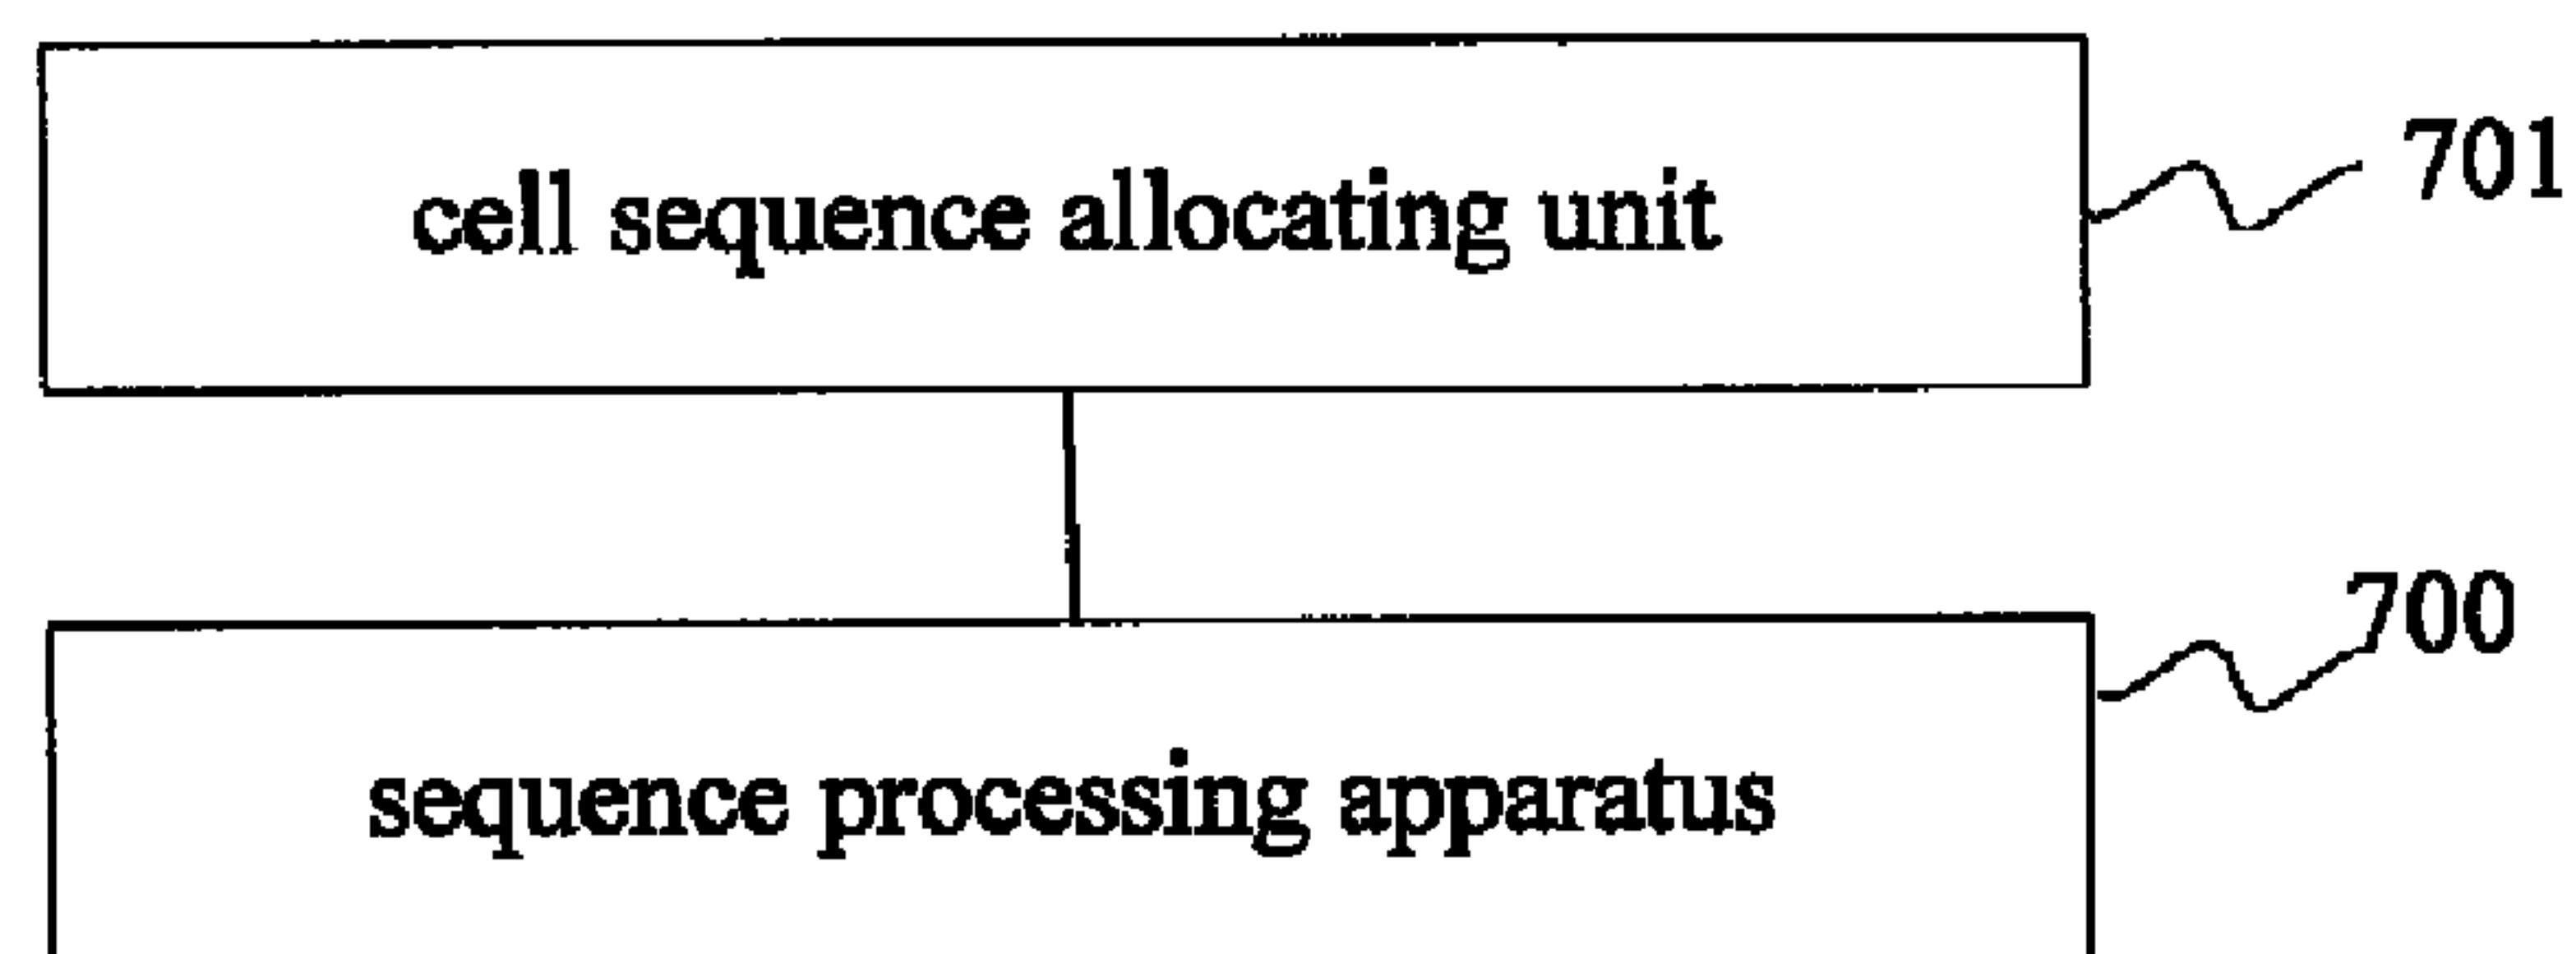 cell sequence allocating unit
701
700
sequence processing apparatus